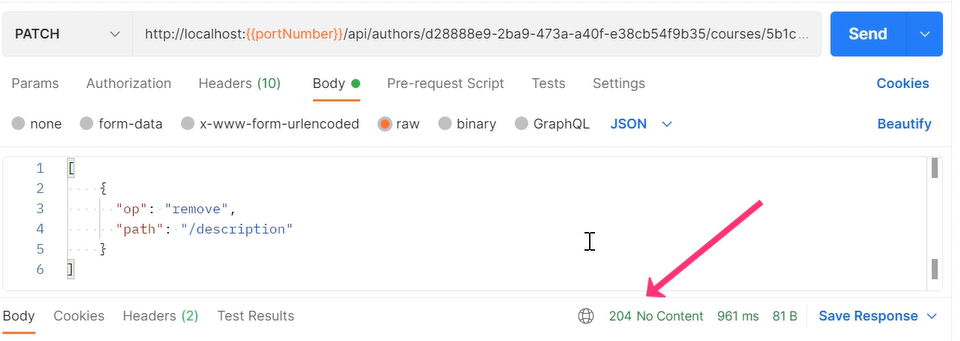 PATCH http://localhost:{{portNumber}}/api/authors/d28888e9-2ba9-473a-a40f-e38cb54f9b35/courses/5b1c... Send
Params Authorization Headers (10) Body Pre-request Script Tests Settings Cookies
none form-data x-www-form-urlencoded raw binary GraphQL JSON Beautify
1 [
2 {
3 "op": "remove",
4 "path": "/description"
5 }
6 ]
Body Cookies Headers (2) Test Results 204 No Content 961 ms 81 B Save Response